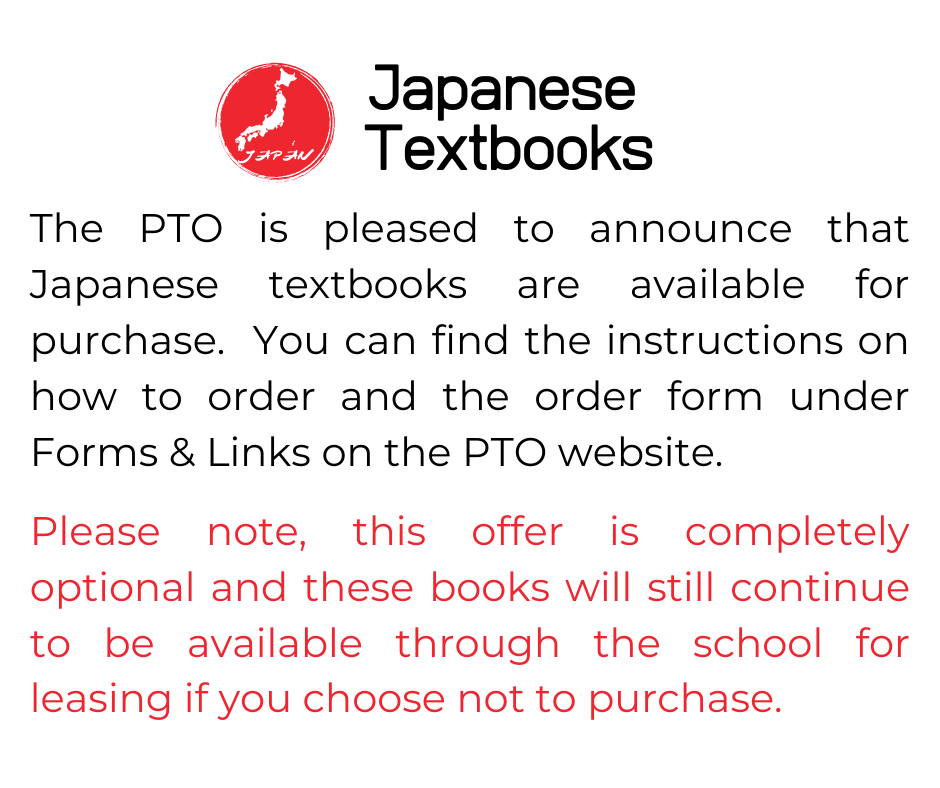 JAPAN
Japanese
Textbooks
The PTO is pleased to announce that
Japanese textbooks are available for
purchase.  You can find the instructions on
how to order and the order form under
Forms & Links on the PTO website.
Please note, this offer is completely
optional and these books will still continue
to be available through the school for
leasing if you choose not to purchase.